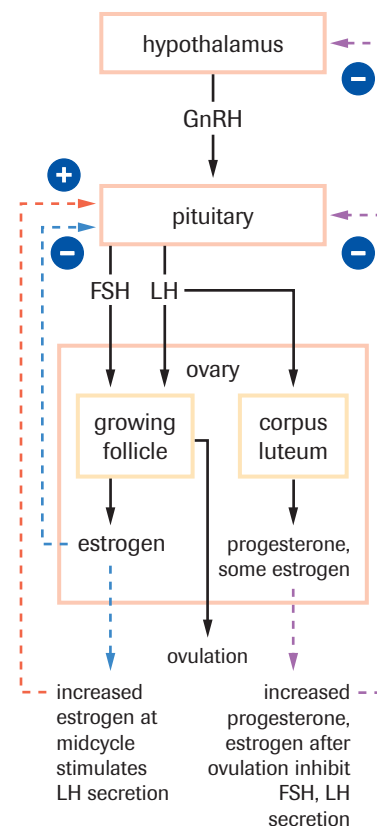 hypothalamus
−
GnRH
+
pituitary
−
−
FSH LH
ovary
growing
follicle
corpus
luteum
estrogen
progesterone,
some estrogen
ovulation
increased
estrogen at
midcycle
stimulates
LH secretion
increased
progesterone,
estrogen after
ovulation inhibit
FSH, LH
secretion